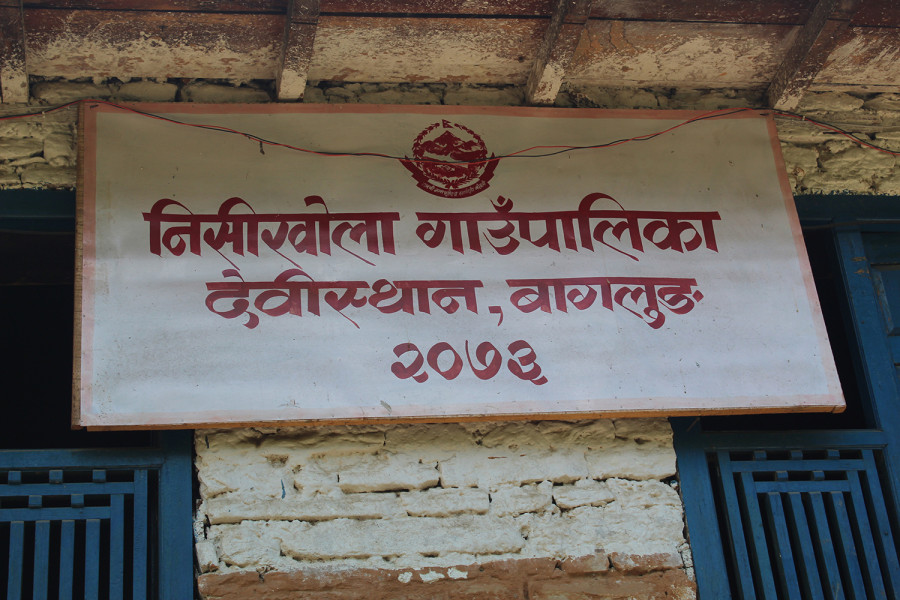 निसीखोला गाउँपालिका
देवीस्थान, बागलुङ
२०७३